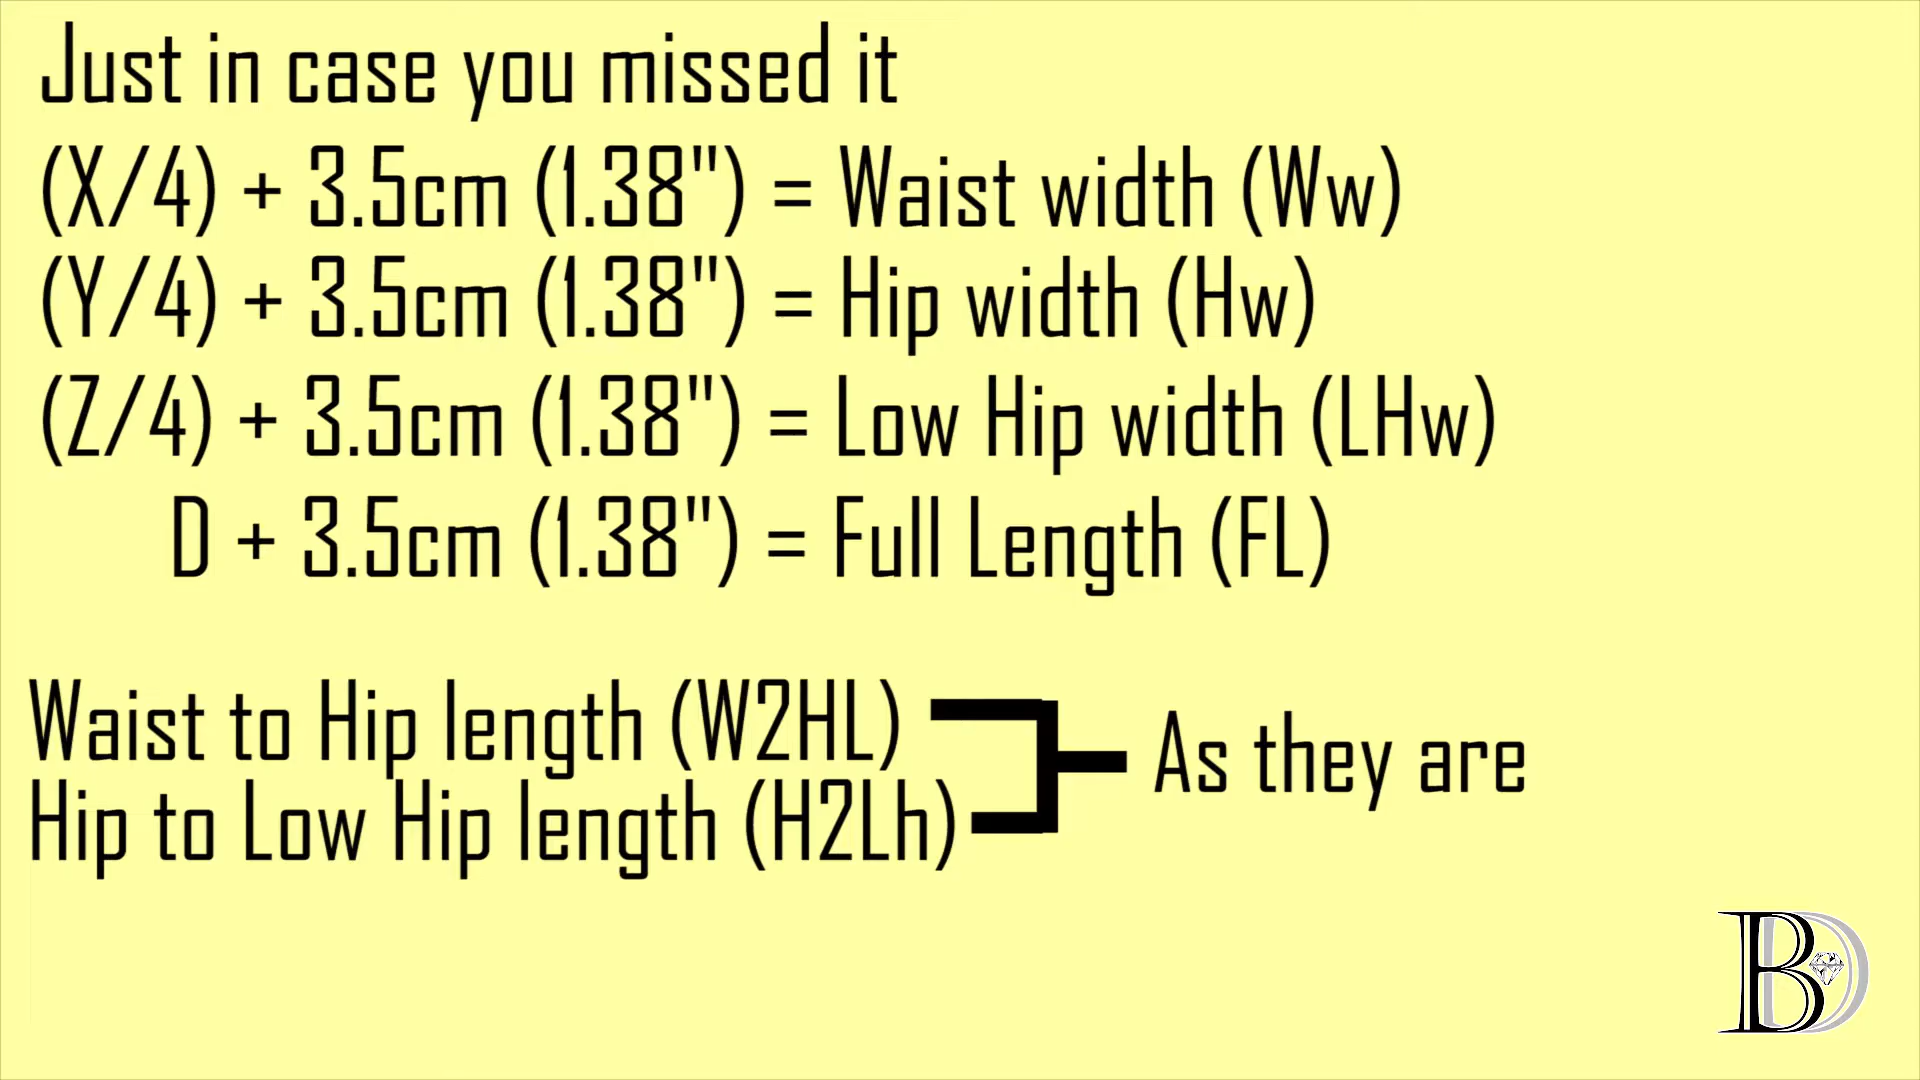 Just in case you missed it
(X/4) + 3.5cm (1.38") = Waist width (Ww)
(Y/4) + 3.5cm (1.38") = Hip width (Hw)
(Z/4) + 3.5cm (1.38") = Low Hip width (LHw)
D + 3.5cm (1.38") = Full Length (FL)
Waist to Hip length (W2HL)
Hip to Low Hip length (H2Lh)
As they are
BD